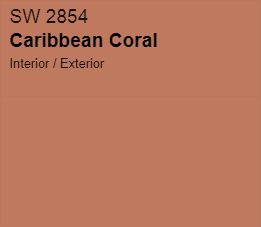 SW 2854
Caribbean Coral
Interior / Exterior